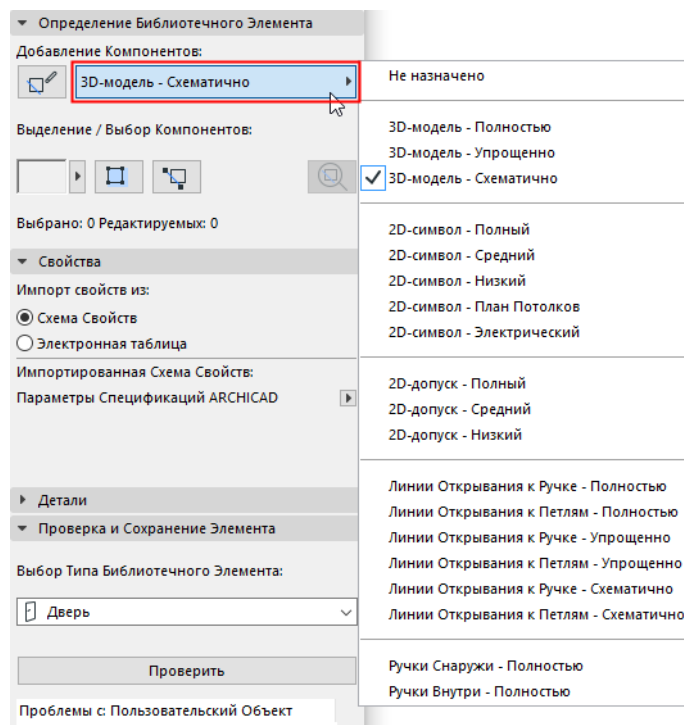 Определение Библиотечного Элемента
Добавление Компонентов:
3D-модель - Схематично
Выделение / Выбор Компонентов:
Выбрано: 0 Редактируемых: 0
Свойства
Импорт свойств из:
Схема Свойств
Электронная таблица
Импортированная Схема Свойств:
Параметры Спецификаций ARCHICAD
Детали
Проверка и Сохранение Элемента
Выбор Типа Библиотечного Элемента:
Дверь
Проверить
Проблемы с: Пользовательский Объект
Не назначено
3D-модель - Полностью
3D-модель - Упрощенно
3D-модель - Схематично
2D-символ - Полный
2D-символ - Средний
2D-символ - Низкий
2D-символ - План Потолков
2D-символ - Электрический
2D-допуск - Полный
2D-допуск - Средний
2D-допуск - Низкий
Линии Открывания к Ручке - Полностью
Линии Открывания к Петлям - Полностью
Линии Открывания к Ручке - Упрощенно
Линии Открывания к Петлям - Упрощенно
Линии Открывания к Ручке - Схематично
Линии Открывания к Петлям - Схематично
Ручки Снаружи - Полностью
Ручки Внутри - Полностью